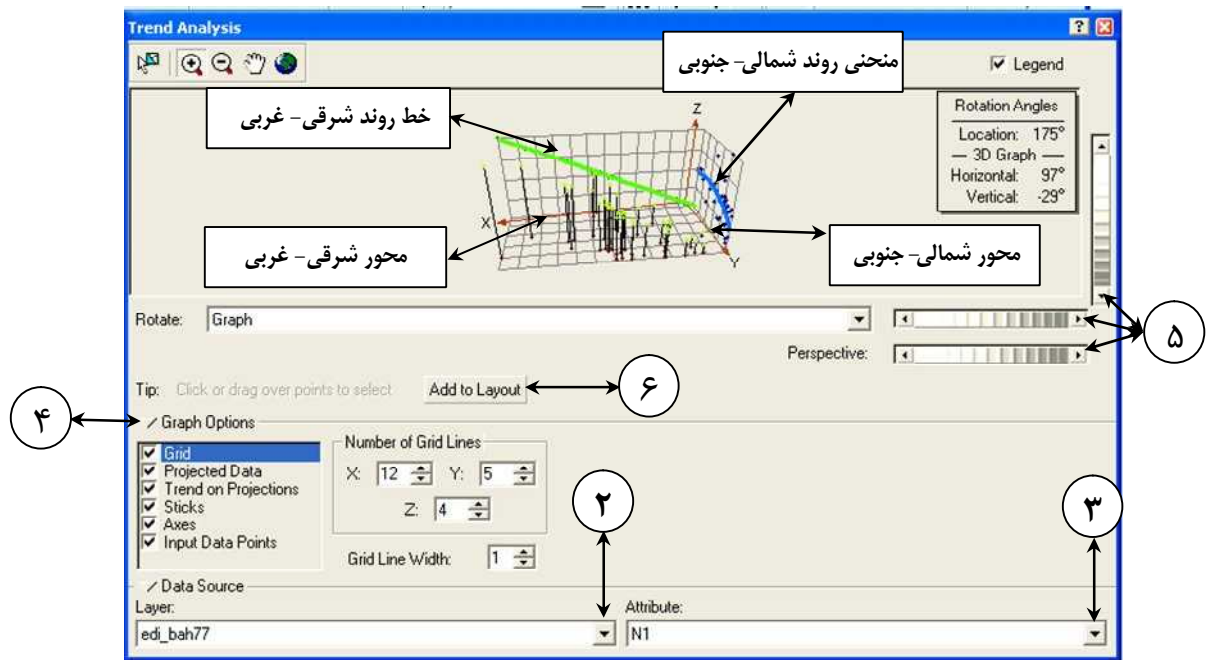 Trend Analysis
Legend
منحنی روند شمالی- جنوبی
خط روند شرقی- غربی
محور شرقی- غربی
محور شمالی- جنوبی
Z
X
Y
Rotation Angles
Location: 175°
3D Graph
Horizontal: 97°
Vertical: -29°
۵
Rotate: Graph
Perspective:
Tip: Click or drag over points to select Add to Layout
۶
۴
Graph Options
Grid
Projected Data
Trend on Projections
Sticks
Axes
Input Data Points
Number of Grid Lines
X: 12 Y: 5
Z: 4
Grid Line Width: 1
۲
۳
Data Source
Layer: Attribute:
edi_bah77 N1